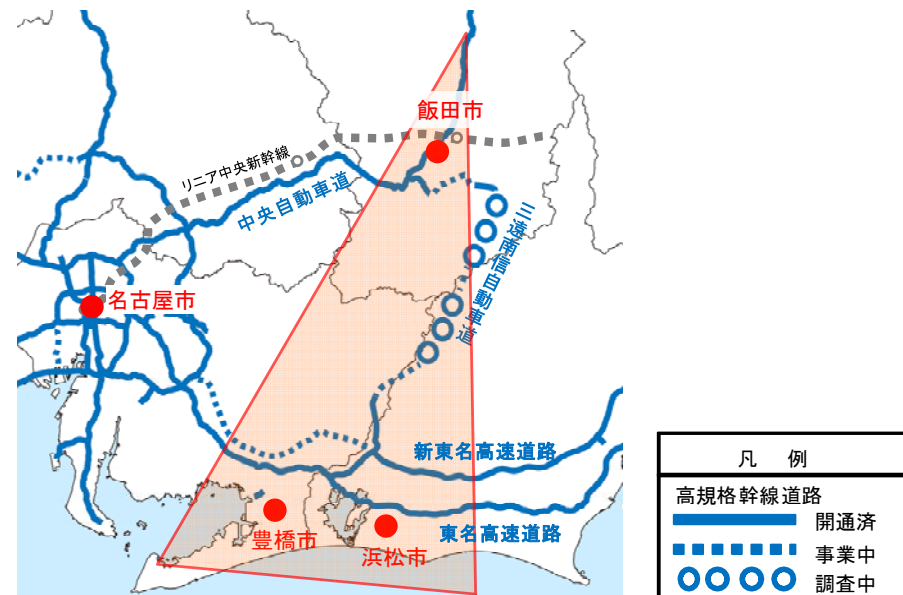 飯田市
リニア中央新幹線
中央自動車道
三遠南信自動車道
名古屋市
新東名高速道路
豊橋市
東名高速道路
浜松市
凡 例
高規格幹線道路
開通済
事業中
調査中